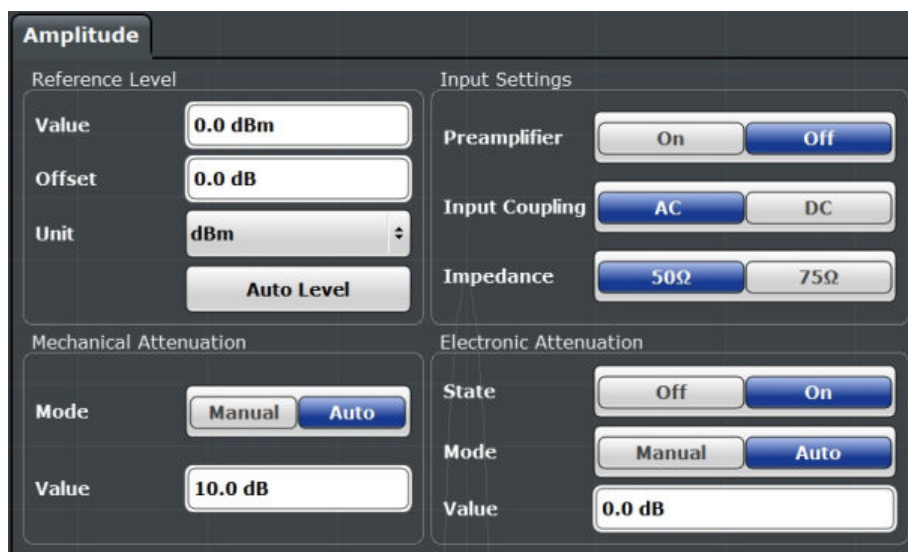 Amplitude
Reference Level
Value 0.0 dBm
Offset 0.0 dB
Unit dBm
Auto Level
Input Settings
Preamplifier On Off
Input Coupling AC DC
Impedance 50Ω 75Ω
Mechanical Attenuation
Mode Manual Auto
Value 10.0 dB
Electronic Attenuation
State Off On
Mode Manual Auto
Value 0.0 dB